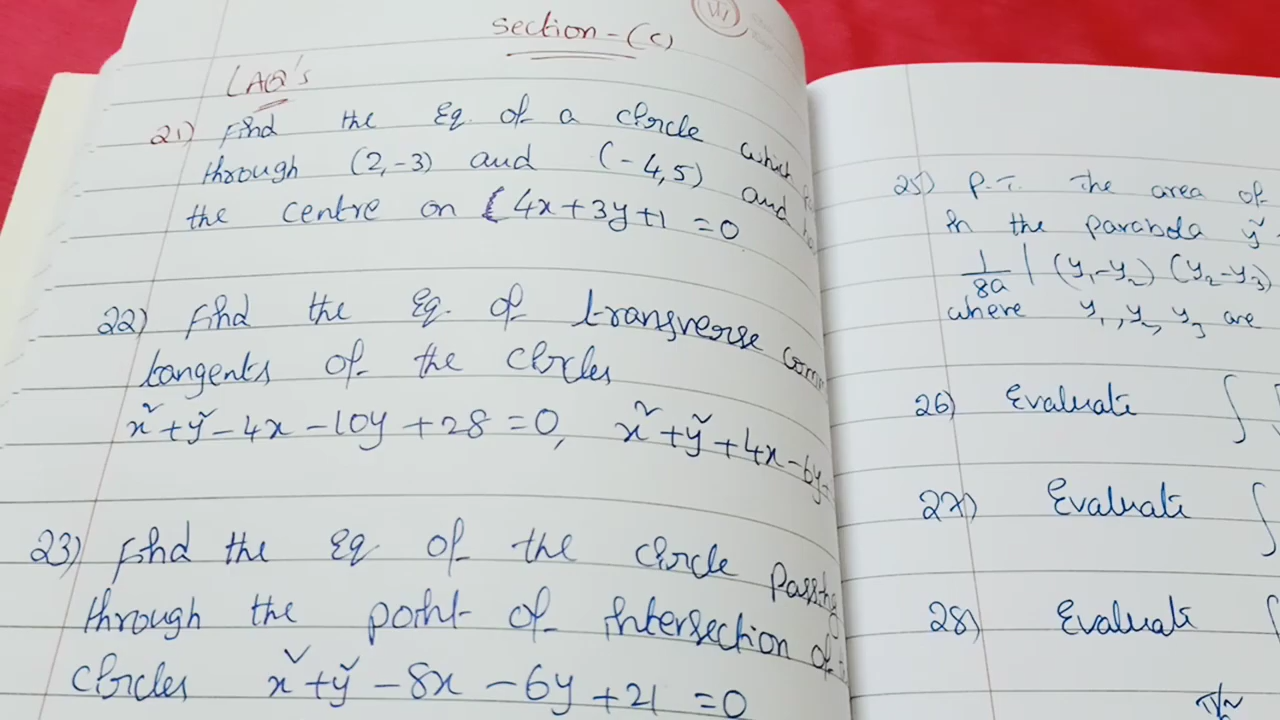 Section-(c)
LAQ's
21) Find the Eq. of a circle which
through (2,-3) and (-4,5) and
the centre on 4x+3y+1=0
22) Find the Eq. of transverse
tangents of the circles
x²+y²-4x-10y+28=0, x²+y²+4x-6y+
23) Find the Eq of the circle passing
through the point of intersection of
circles x²+y²-8x-6y+21=0
25) P.T. The area of
in the parabola y²
1/8a |(y₁-y₂)(y₂-y₃)
where y₁,y₂,y₃ are
26) Evaluate ∫
27) Evaluate ∫
28) Evaluate ∫